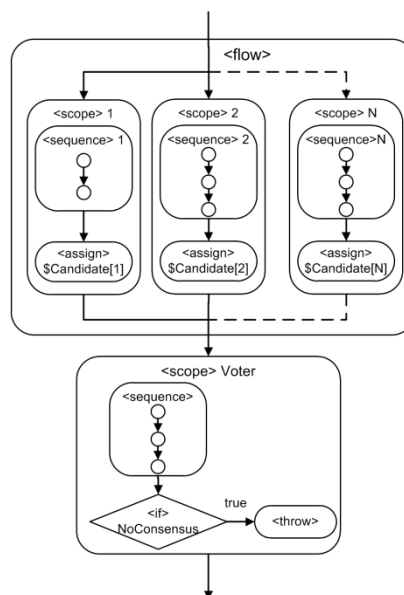 <flow>
<scope> 1
<scope> 2
<scope> N
<sequence> 1
<sequence> 2
<sequence>N
<assign>
$Candidate[1]
<assign>
$Candidate[2]
<assign>
$Candidate[N]
<scope> Voter
<sequence>
<if>
NoConsensus
true
<throw>